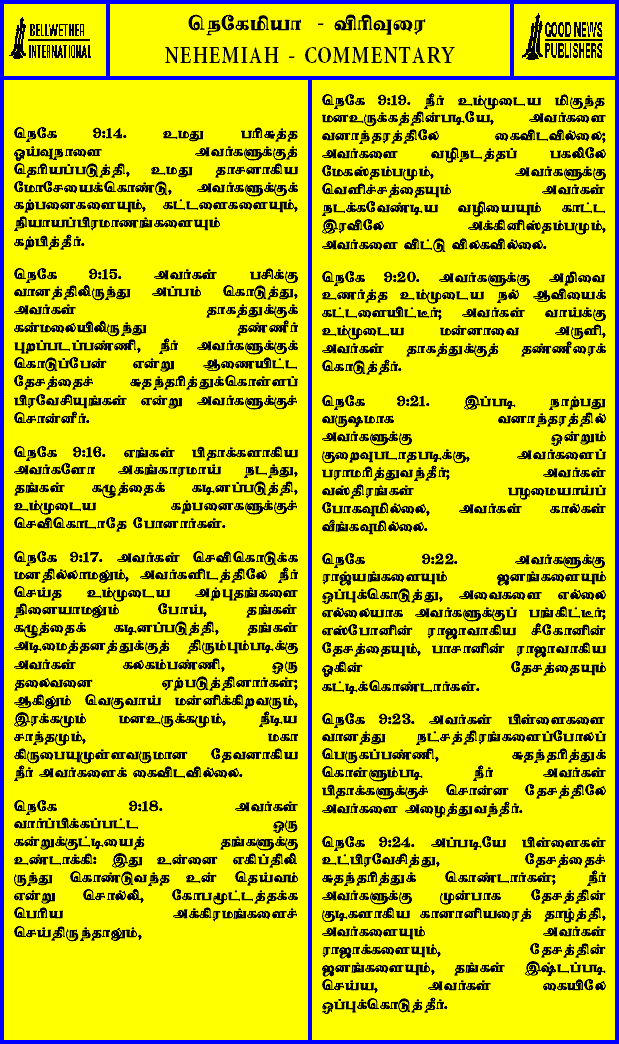 BELLWETHER
INTERNATIONAL
நெகேமியா - விரிவுரை
NEHEMIAH - COMMENTARY
GOOD NEWS
PUBLISHERS
நெகே 9:14. உமது பரிசுத்த
ஓய்வுநாளை அவர்களுக்குத்
தெரியப்படுத்தி, உமது தாசனாகிய
மோசேயைக்கொண்டு, அவர்களுக்குக்
கற்பனைகளையும், கட்டளைகளையும்,
நியாயப்பிரமாணங்களையும்
கற்பித்தீர்.
நெகே 9:15. அவர்கள் பசிக்கு
வானத்திலிருந்து அப்பம் கொடுத்து,
அவர்கள் தாகத்துக்குக்
கன்மலையிலிருந்து தண்ணீர்
புறப்படப்பண்ணி, நீர் அவர்களுக்குக்
கொடுப்பேன் என்று ஆணையிட்ட
தேசத்தைச் சுதந்தரித்துக்கொள்ளப்
பிரவேசியுங்கள் என்று அவர்களுக்குச்
சொன்னீர்.
நெகே 9:16. எங்கள் பிதாக்களாகிய
அவர்களோ அகங்காரமாய் நடந்து,
தங்கள் கழுத்தைக் கடினப்படுத்தி,
உம்முடைய கற்பனைகளுக்குச்
செவிகொடாதே போனார்கள்.
நெகே 9:17. அவர்கள் செவிகொடுக்க
மனதில்லாமலும், அவர்களிடத்திலே நீர்
செய்த உம்முடைய அற்புதங்களை
நினையாமலும் போய், தங்கள்
கழுத்தைக் கடினப்படுத்தி, தங்கள்
அடிமைத்தனத்துக்குத் திரும்பும்படிக்கு
அவர்கள் கலகம்பண்ணி, ஒரு
தலைவனை ஏற்படுத்தினார்கள்;
ஆகிலும் வெகுவாய் மன்னிக்கிறவரும்,
இரக்கமும் மனஉருக்கமும், நீடிய
சாந்தமும், மகா
கிருபையுமுள்ளவருமான தேவனாகிய
நீர் அவர்களைக் கைவிடவில்லை.
நெகே 9:18. அவர்கள்
வார்ப்பிக்கப்பட்ட ஒரு
கன்றுக்குட்டியைத் தங்களுக்கு
உண்டாக்கி: இது உன்னை எகிப்திலி
ருந்து கொண்டுவந்த உன் தெய்வம்
என்று சொல்லி, கோபமூட்டத்தக்க
பெரிய அக்கிரமங்களைச்
செய்திருந்தாலும்,
நெகே 9:19. நீர் உம்முடைய மிகுந்த
மனஉருக்கத்தின்படியே, அவர்களை
வனாந்தரத்திலே கைவிடவில்லை;
அவர்களை வழிநடத்தப் பகலிலே
மேகஸ்தம்பமும், அவர்களுக்கு
வெளிச்சத்தையும் அவர்கள்
நடக்கவேண்டிய வழியையும் காட்ட
இரவிலே அக்கினிஸ்தம்பமும்,
அவர்களை விட்டு விலகவில்லை.
நெகே 9:20. அவர்களுக்கு அறிவை
உணர்த்த உம்முடைய நல் ஆவியைக்
கட்டளையிட்டீர்; அவர்கள் வாய்க்கு
உம்முடைய மன்னாவை அருளி,
அவர்கள் தாகத்துக்குத் தண்ணீரைக்
கொடுத்தீர்.
நெகே 9:21. இப்படி நாற்பது
வருஷமாக வனாந்தரத்தில்
அவர்களுக்கு ஒன்றும்
குறைவுபடாதபடிக்கு, அவர்களைப்
பராமரித்துவந்தீர்; அவர்கள்
வஸ்திரங்கள் பழமையாய்ப்
போகவுமில்லை, அவர்கள் கால்கள்
வீங்கவுமில்லை.
நெகே 9:22. அவர்களுக்கு
ராஜ்யங்களையும் ஜனங்களையும்
ஒப்புக்கொடுத்து, அவைகளை எல்லை
எல்லையாக அவர்களுக்குப் பங்கிட்டீர்;
எஸ்போனின் ராஜாவாகிய சீகோனின்
தேசத்தையும், பாசானின் ராஜாவாகிய
ஓகின் தேசத்தையும்
கட்டிக்கொண்டார்கள்.
நெகே 9:23. அவர்கள் பிள்ளைகளை
வானத்து நட்சத்திரங்களைப்போலப்
பெருகப்பண்ணி, சுதந்தரித்துக்
கொள்ளும்படி நீர் அவர்கள்
பிதாக்களுக்குச் சொன்ன தேசத்திலே
அவர்களை அழைத்துவந்தீர்.
நெகே 9:24. அப்படியே பிள்ளைகள்
உட்பிரவேசித்து, தேசத்தைச்
சுதந்தரித்துக் கொண்டார்கள்; நீர்
அவர்களுக்கு முன்பாக தேசத்தின்
குடிகளாகிய கானானியரைத் தாழ்த்தி,
அவர்களையும் அவர்கள்
ராஜாக்களையும், தேசத்தின்
ஜனங்களையும், தங்கள் இஷ்டப்படி
செய்ய, அவர்கள் கையிலே
ஒப்புக்கொடுத்தீர்.